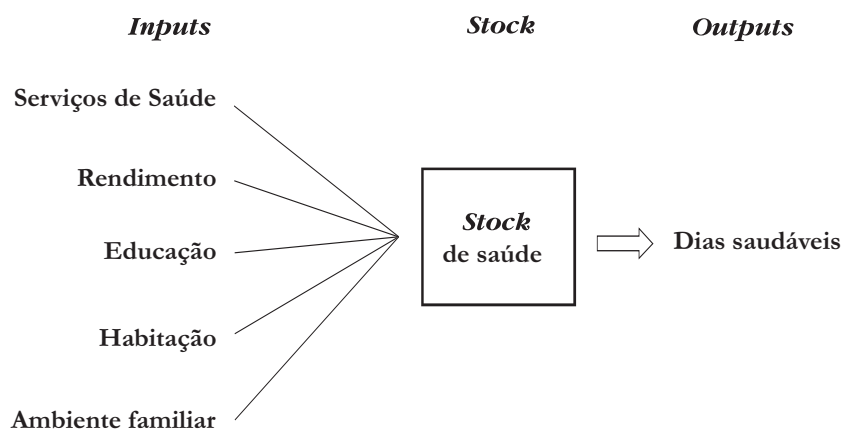 Inputs
Stock
Outputs
Serviços de Saúde
Rendimento
Educação
Habitação
Ambiente familiar
Stock
de saúde
Dias saudáveis